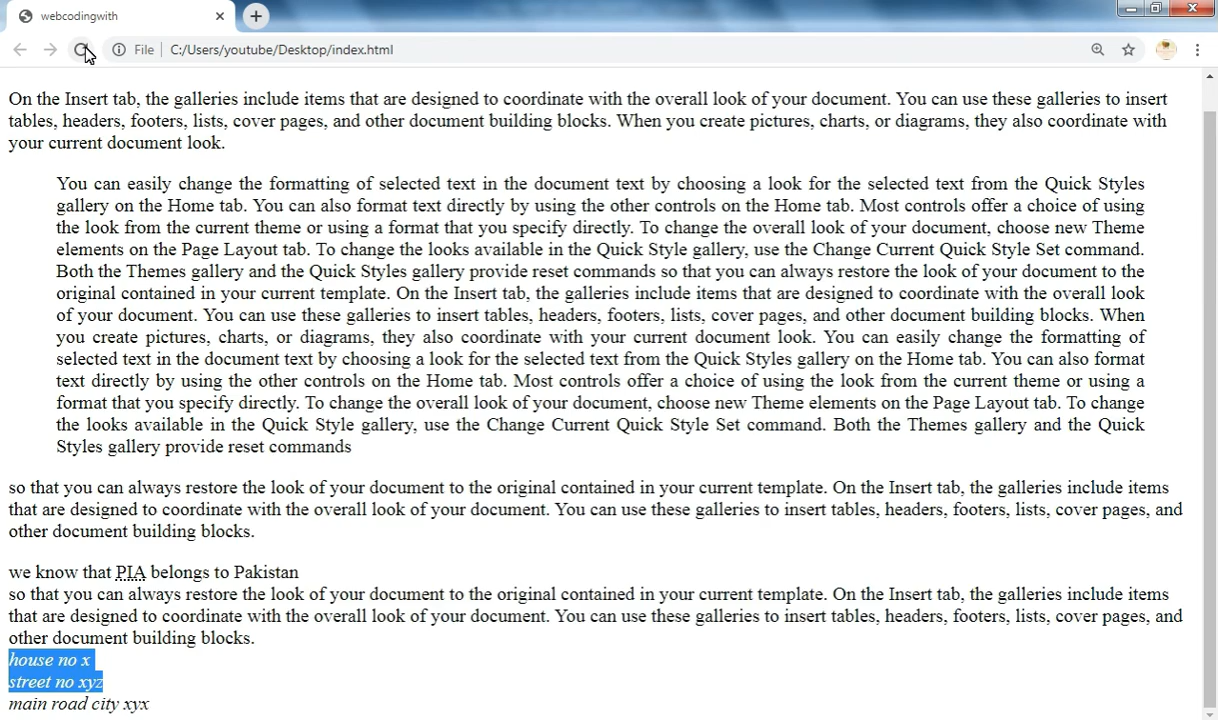 webcodingwith
File
C:/Users/youtube/Desktop/index.html
On the Insert tab, the galleries include items that are designed to coordinate with the overall look of your document. You can use these galleries to insert
tables, headers, footers, lists, cover pages, and other document building blocks. When you create pictures, charts, or diagrams, they also coordinate with
your current document look.
You can easily change the formatting of selected text in the document text by choosing a look for the selected text from the Quick Styles
gallery on the Home tab. You can also format text directly by using the other controls on the Home tab. Most controls offer a choice of using
the look from the current theme or using a format that you specify directly. To change the overall look of your document, choose new Theme
elements on the Page Layout tab. To change the looks available in the Quick Style gallery, use the Change Current Quick Style Set command.
Both the Themes gallery and the Quick Styles gallery provide reset commands so that you can always restore the look of your document to the
original contained in your current template. On the Insert tab, the galleries include items that are designed to coordinate with the overall look
of your document. You can use these galleries to insert tables, headers, footers, lists, cover pages, and other document building blocks. When
you create pictures, charts, or diagrams, they also coordinate with your current document look. You can easily change the formatting of
selected text in the document text by choosing a look for the selected text from the Quick Styles gallery on the Home tab. You can also format
text directly by using the other controls on the Home tab. Most controls offer a choice of using the look from the current theme or using a
format that you specify directly. To change the overall look of your document, choose new Theme elements on the Page Layout tab. To change
the looks available in the Quick Style gallery, use the Change Current Quick Style Set command. Both the Themes gallery and the Quick
Styles gallery provide reset commands
so that you can always restore the look of your document to the original contained in your current template. On the Insert tab, the galleries include items
that are designed to coordinate with the overall look of your document. You can use these galleries to insert tables, headers, footers, lists, cover pages, and
other document building blocks.
we know that PIA belongs to Pakistan
so that you can always restore the look of your document to the original contained in your current template. On the Insert tab, the galleries include items
that are designed to coordinate with the overall look of your document. You can use these galleries to insert tables, headers, footers, lists, cover pages, and
other document building blocks.
house no x
street no xyz
main road city xyx